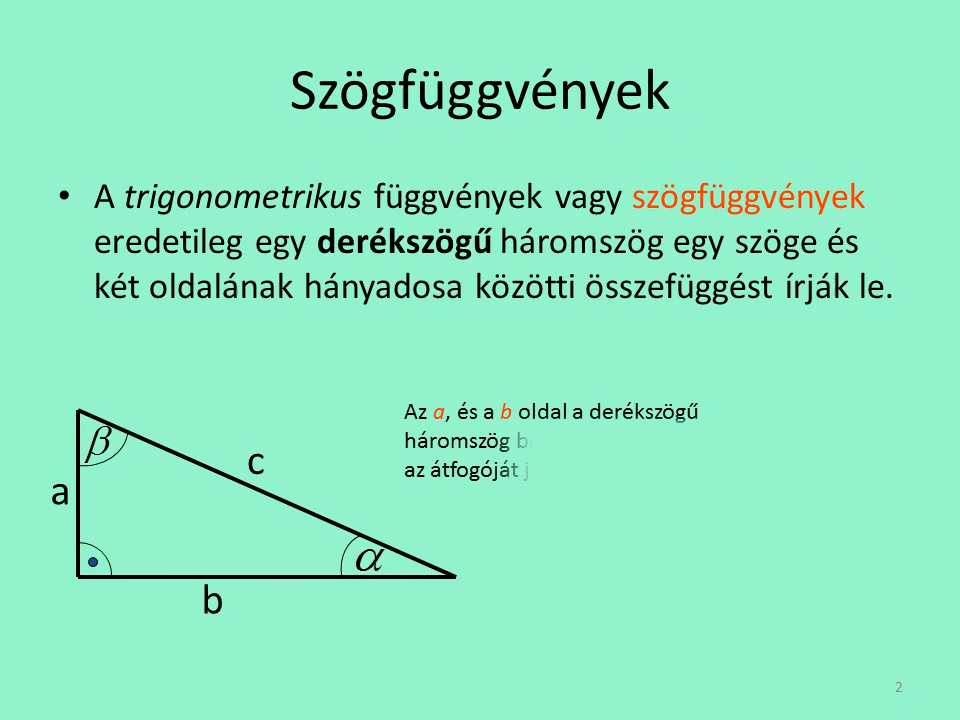 Szögfüggvények
• A trigonometrikus függvények vagy szögfüggvények
eredetileg egy derékszögű háromszög egy szöge és
két oldalának hányadosa közötti összefüggést írják le.
Az a, és a b oldal a derékszögű
háromszög
az átfogóját
β
c
a
α
b
2